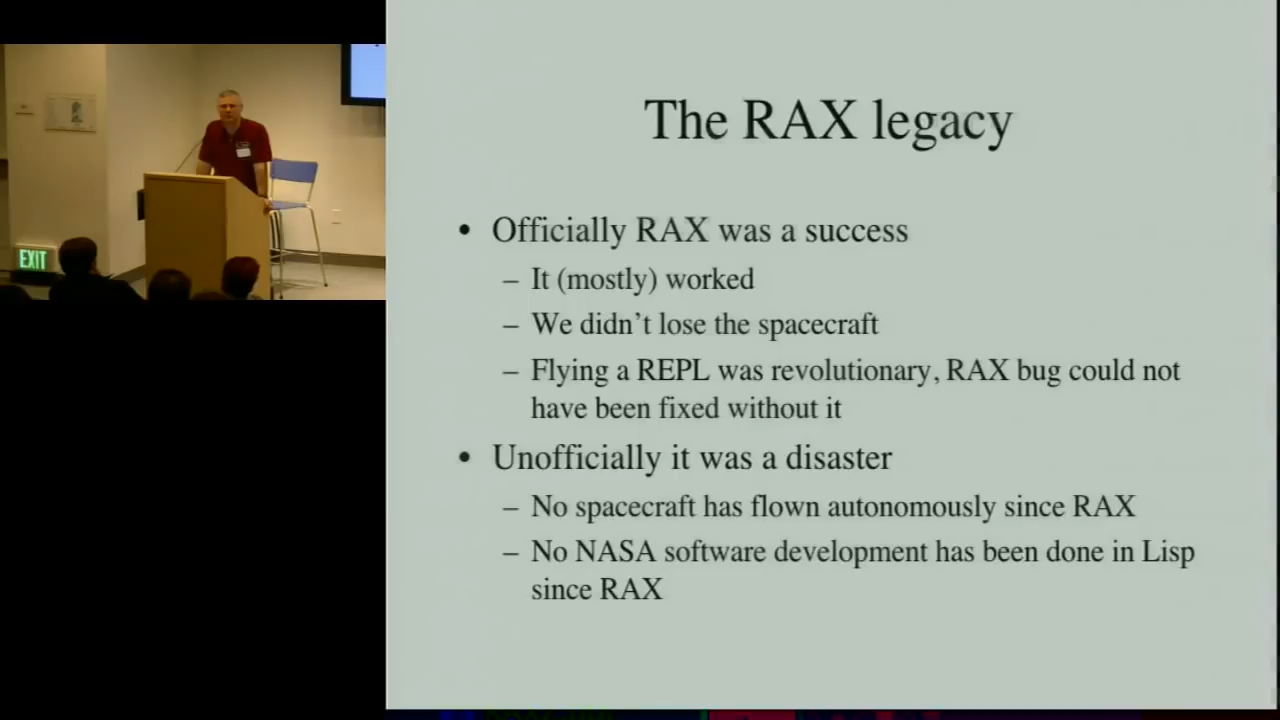 The RAX legacy
• Officially RAX was a success
– It (mostly) worked
– We didn't lose the spacecraft
– Flying a REPL was revolutionary, RAX bug could not
have been fixed without it
• Unofficially it was a disaster
– No spacecraft has flown autonomously since RAX
– No NASA software development has been done in Lisp
since RAX
EXIT